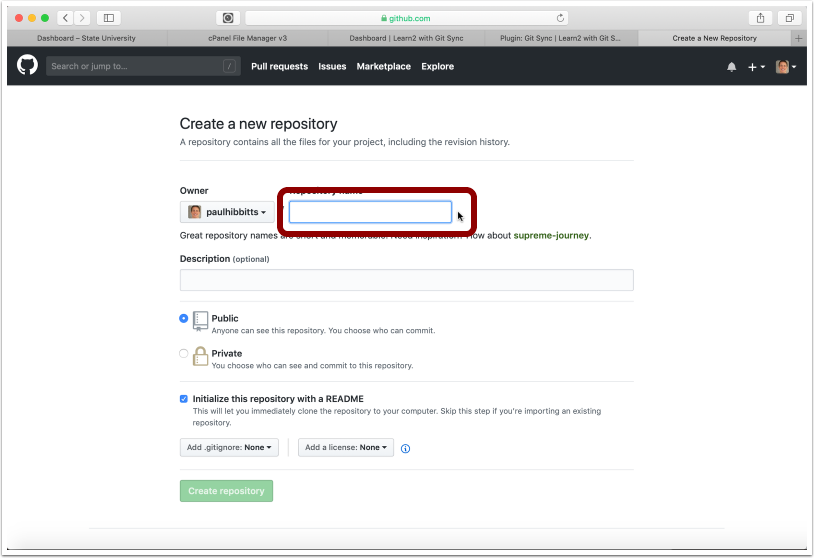 github.com
Dashboard – State University
cPanel File Manager v3
Dashboard | Learn2 with Git Sync
Plugin: Git Sync | Learn2 with Git S...
Create a New Repository
Search or jump to...
/
Pull requests
Issues
Marketplace
Explore
Create a new repository
A repository contains all the files for your project, including the revision history.
Owner
paulhibbitts
Great repository names are short and memorable. Need inspiration? How about supreme-journey.
Description (optional)
Public
Anyone can see this repository. You choose who can commit.
Private
You choose who can see and commit to this repository.
Initialize this repository with a README
This will let you immediately clone the repository to your computer. Skip this step if you're importing an existing
repository.
Add .gitignore: None
Add a license: None
Create repository